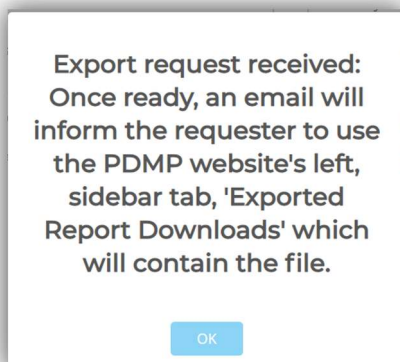 Export request received:
Once ready, an email will
inform the requester to use
the PDMP website's left,
sidebar tab, 'Exported
Report Downloads' which
will contain the file.
OK